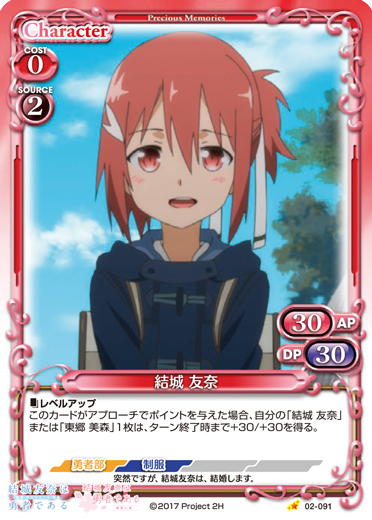 Precious Memories
Character
COST
0
SOURCE
2
30 AP
DP 30
結城 友奈
■レベルアップ
このカードがアプローチでポイントを与えた場合、自分の「結城 友奈」
または「東郷 美森」1枚は、ターン終了時まで+30/+30を得る。
勇者部 制服
突然ですが、結城友奈は、結婚します。
結城友奈は
勇者である
©2017 Project 2H
02-091